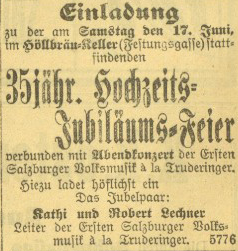 Einladung
zu der am Samstag den 17. Juni,
im Höllbräu-Keller (Festungsgasse) statt-
findenden
35jähr. Hochzeits-
Jubiläums-Feier
verbunden mit Abendkonzert der Ersten
Salzburger Volksmusik à la Truderinger.
Hiezu ladet höflichst ein
Das Jubelpaar:
Kathi und Robert Lechner
Leiter der Ersten Salzburger Volks-
musik à la Truderinger. 5776